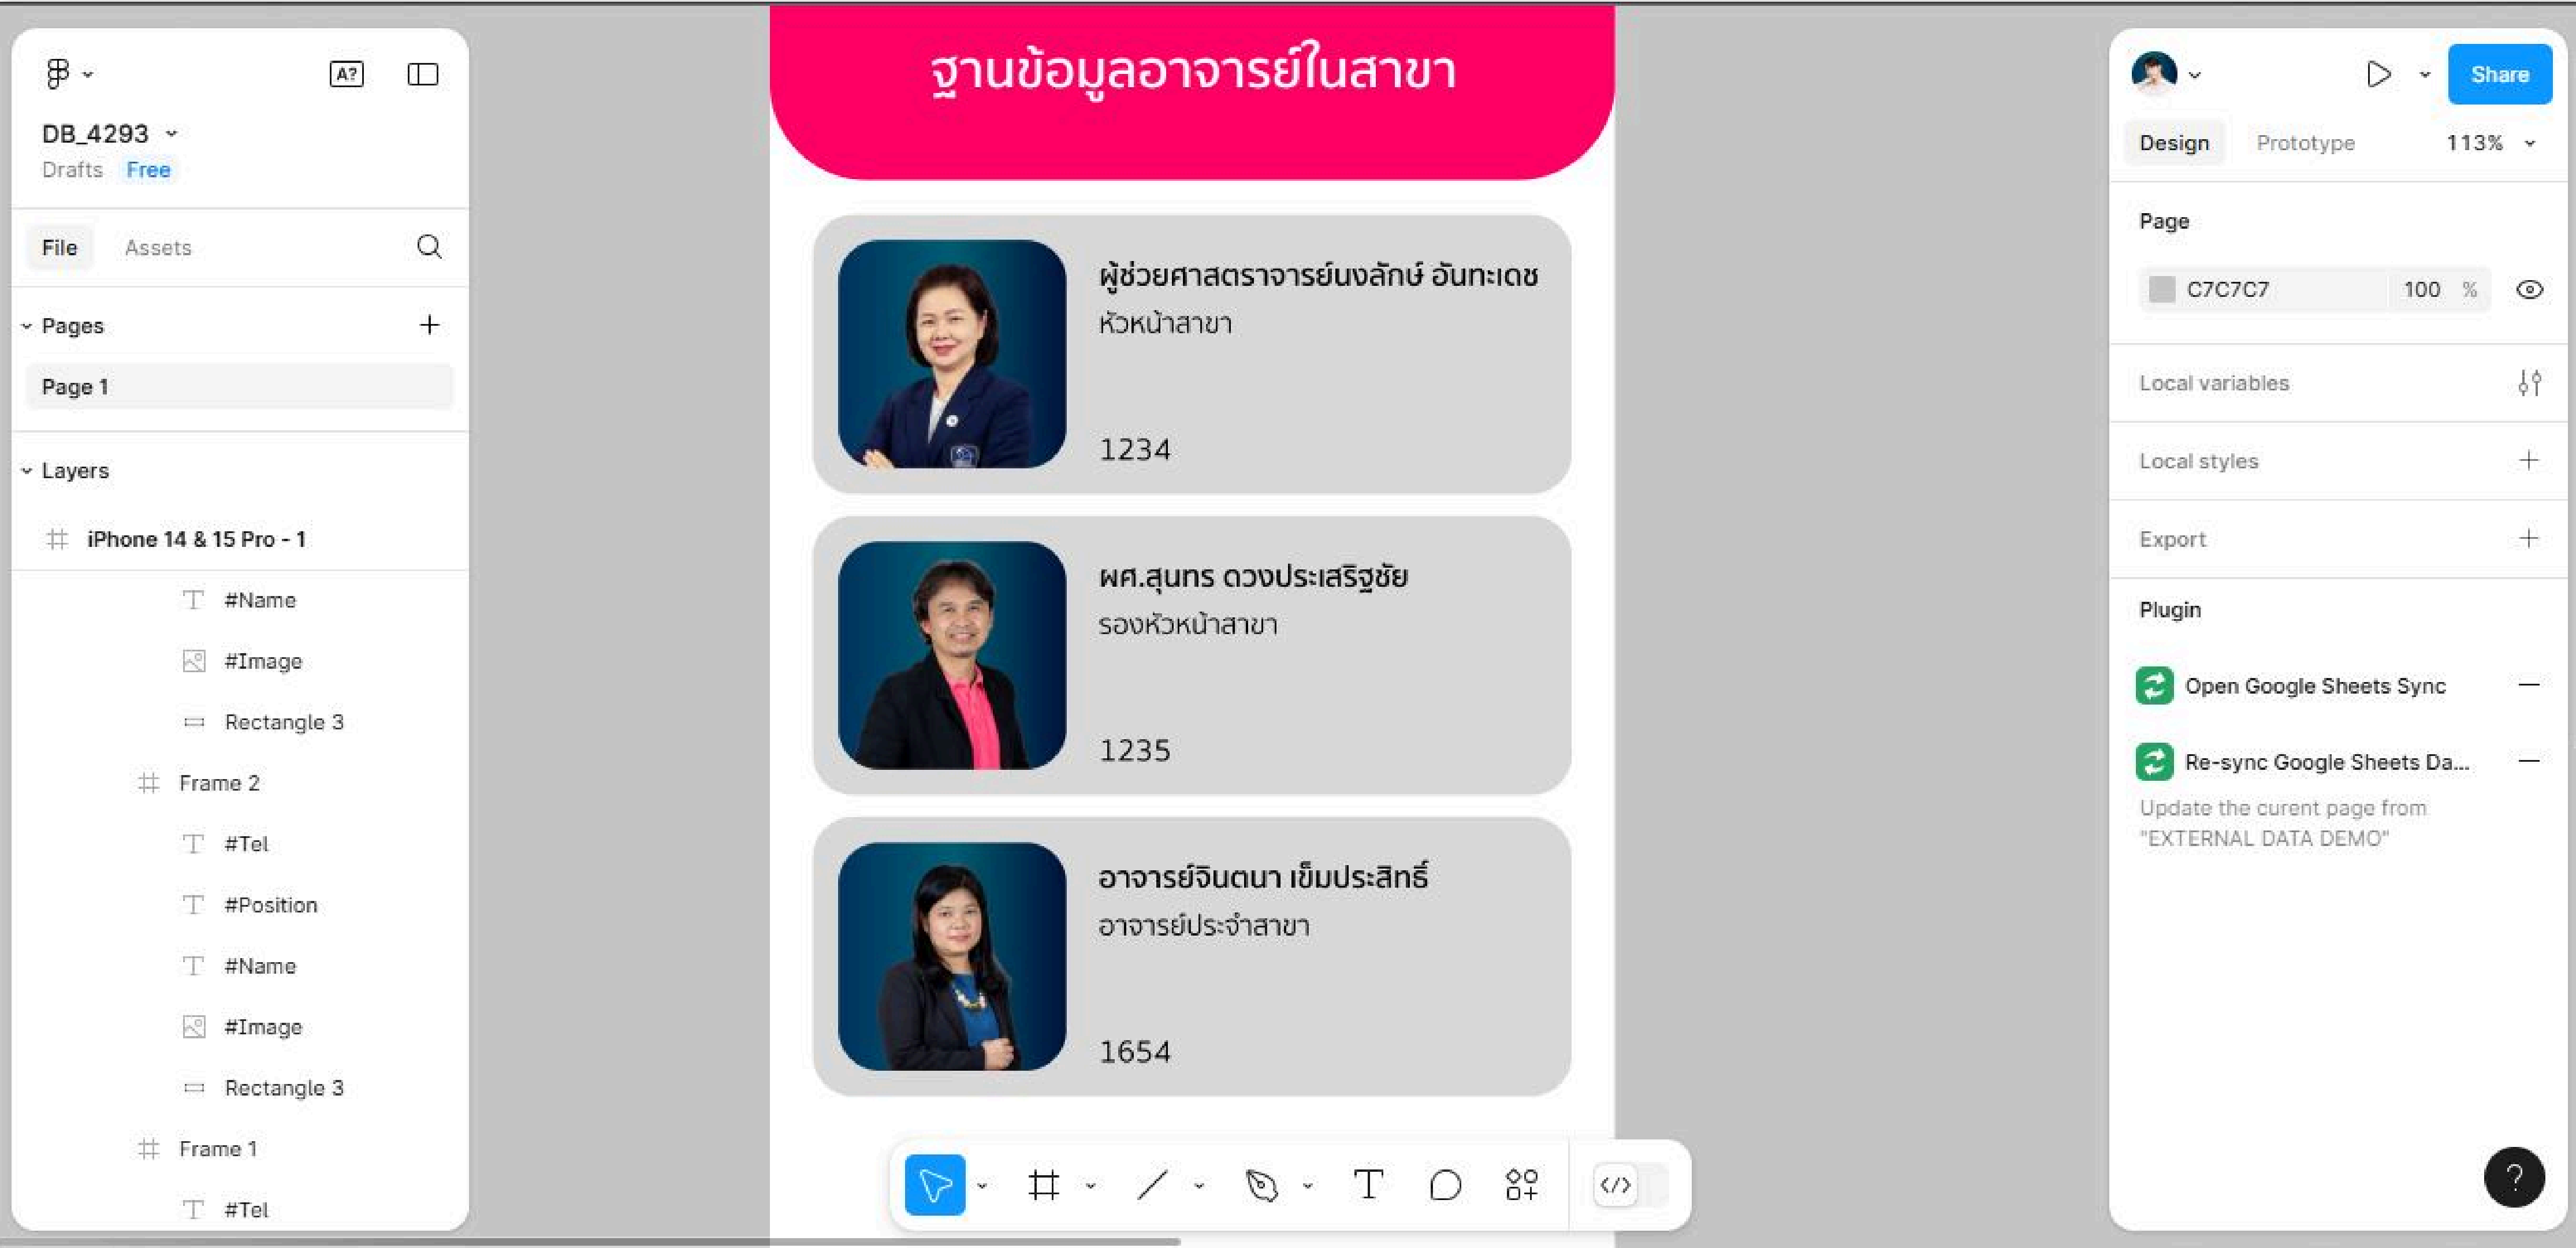 A?
DB_4293
Drafts Free
File Assets
Pages
Page 1
Layers
iPhone 14 & 15 Pro - 1
#Name
#Image
Rectangle 3
Frame 2
#Tel
#Position
#Name
#Image
Rectangle 3
Frame 1
#Tel
ฐานข้อมูลอาจารย์ในสาขา
ผู้ช่วยศาสตราจารย์นงลักษ์ อันทะเดช
หัวหน้าสาขา
1234
ผศ.สุนทร ดวงประเสริฐชัย
รองหัวหน้าสาขา
1235
อาจารย์จินตนา เข็มประสิทธิ์
อาจารย์ประจำสาขา
1654
Share
Design Prototype 113%
Page
C7C7C7 100 %
Local variables
Local styles
Export
Plugin
Open Google Sheets Sync
Re-sync Google Sheets Da...
Update the curent page from
"EXTERNAL DATA DEMO"
?